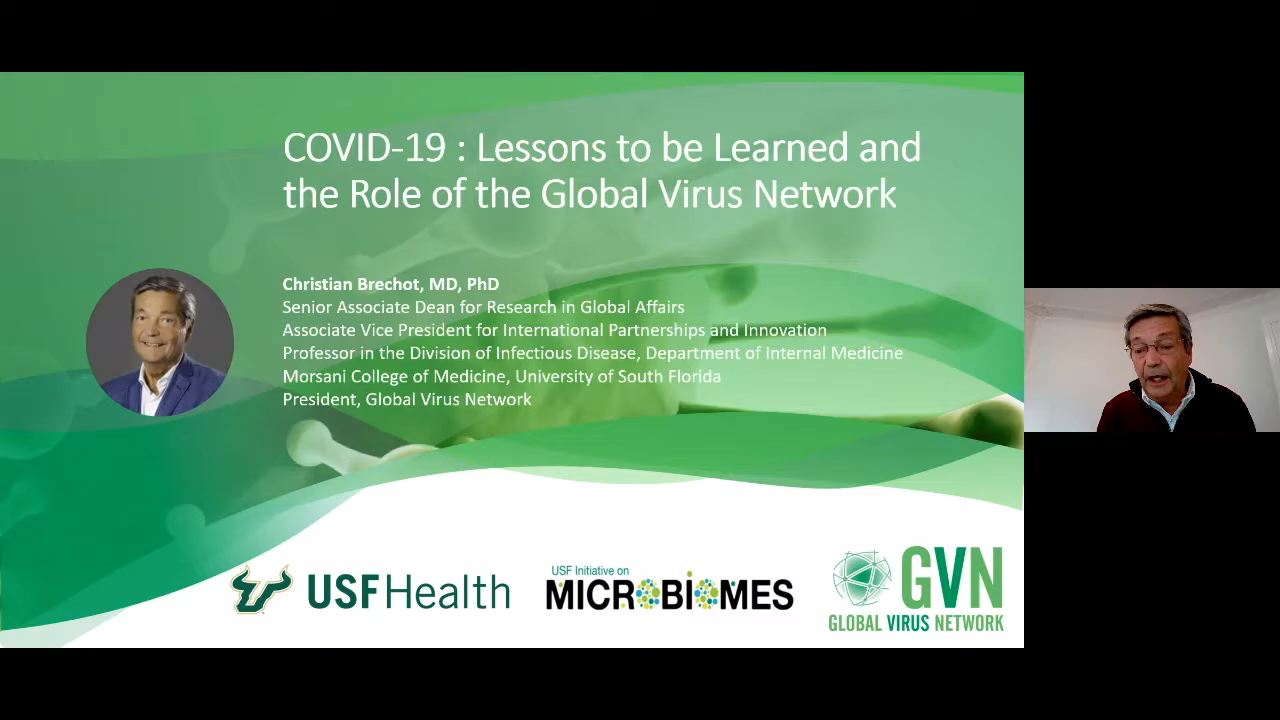 COVID-19 : Lessons to be Learned and
the Role of the Global Virus Network
Christian Brechot, MD, PhD
Senior Associate Dean for Research in Global Affairs
Associate Vice President for International Partnerships and Innovation
Professor in the Division of Infectious Disease, Department of Internal Medicine
Morsani College of Medicine, University of South Florida
President, Global Virus Network
USF Health
USF Initiative on
MICROBIOMES
GVN
GLOBAL VIRUS NETWORK